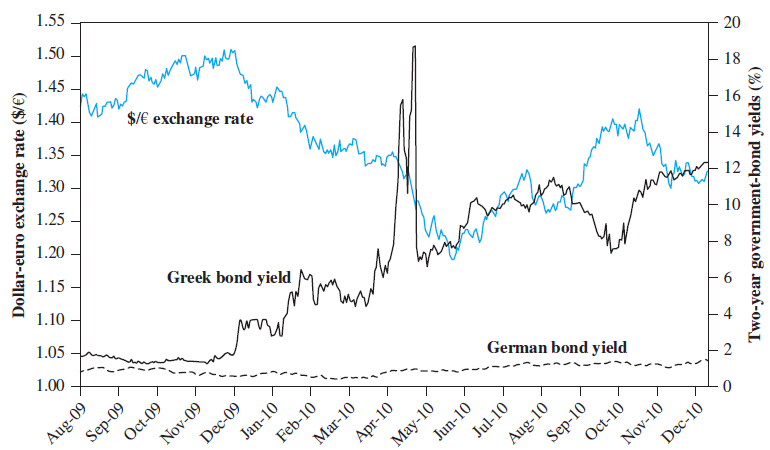 Dollar-euro exchange rate ($/€)
1.55
1.50
1.45
1.40
1.35
1.30
1.25
1.20
1.15
1.10
1.05
1.00
$/€ exchange rate
Greek bond yield
German bond yield
20
18
16
14
12
10
8
6
4
2
0
Two-year government-bond yields (%)
Aug-09
Sep-09
Oct-09
Nov-09
Dec-09
Jan-10
Feb-10
Mar-10
Apr-10
May-10
Jun-10
Jul-10
Aug-10
Sep-10
Oct-10
Nov-10
Dec-10